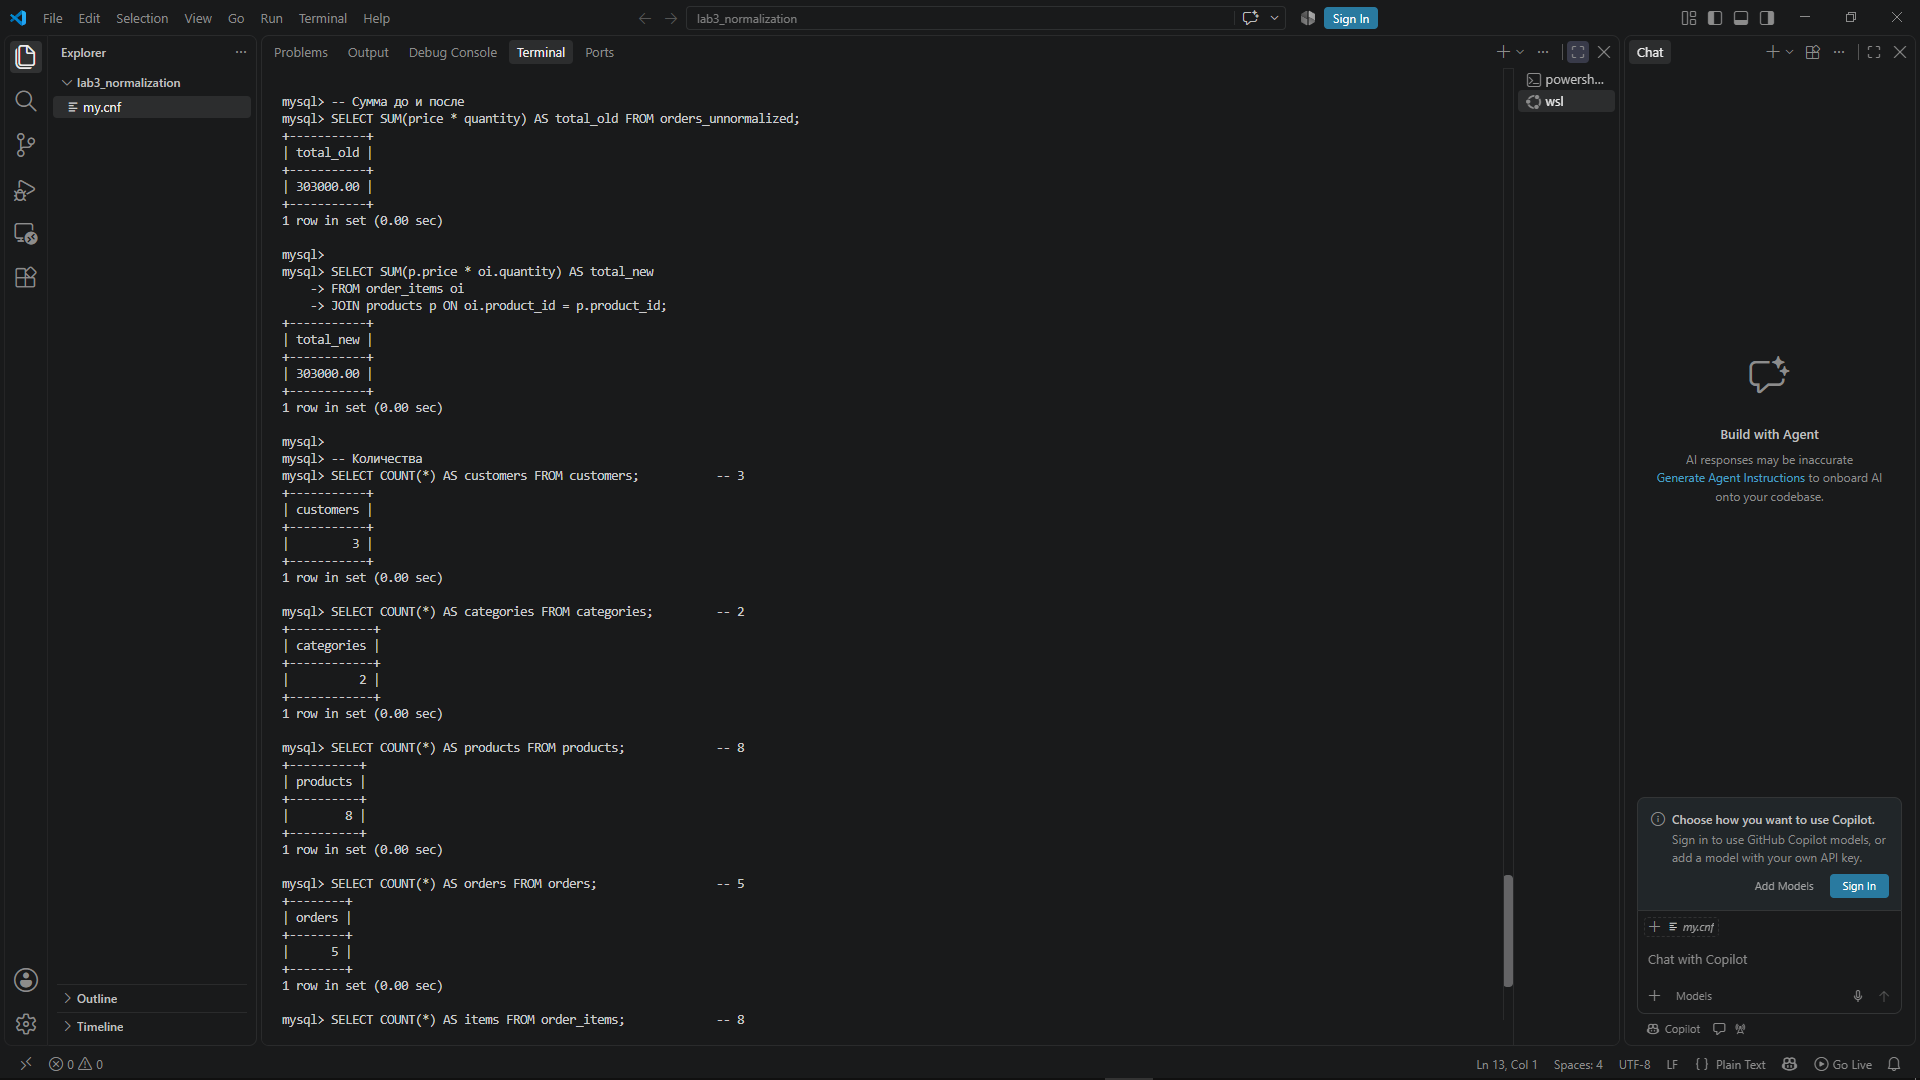 File Edit Selection View Go Run Terminal Help
lab3_normalization
Sign In
Explorer
lab3_normalization
my.cnf
Outline
Timeline
Problems Output Debug Console Terminal Ports
mysql> -- Сумма до и после
mysql> SELECT SUM(price * quantity) AS total_old FROM orders_unnormalized;
+-----------+
| total_old |
+-----------+
| 303000.00 |
+-----------+
1 row in set (0.00 sec)
mysql>
mysql> SELECT SUM(p.price * oi.quantity) AS total_new
    -> FROM order_items oi
    -> JOIN products p ON oi.product_id = p.product_id;
+-----------+
| total_new |
+-----------+
| 303000.00 |
+-----------+
1 row in set (0.00 sec)
mysql>
mysql> -- Количества
mysql> SELECT COUNT(*) AS customers FROM customers;           -- 3
+-----------+
| customers |
+-----------+
|         3 |
+-----------+
1 row in set (0.00 sec)
mysql> SELECT COUNT(*) AS categories FROM categories;         -- 2
+------------+
| categories |
+------------+
|          2 |
+------------+
1 row in set (0.00 sec)
mysql> SELECT COUNT(*) AS products FROM products;             -- 8
+----------+
| products |
+----------+
|        8 |
+----------+
1 row in set (0.00 sec)
mysql> SELECT COUNT(*) AS orders FROM orders;                 -- 5
+--------+
| orders |
+--------+
|      5 |
+--------+
1 row in set (0.00 sec)
mysql> SELECT COUNT(*) AS items FROM order_items;             -- 8
powersh...
wsl
Chat
Build with Agent
AI responses may be inaccurate
Generate Agent Instructions to onboard AI
onto your codebase.
Choose how you want to use Copilot.
Sign in to use GitHub Copilot models, or
add a model with your own API key.
Add Models Sign In
my.cnf
Chat with Copilot
Models
Copilot
0 0
Ln 13, Col 1 Spaces: 4 UTF-8 LF { } Plain Text Go Live